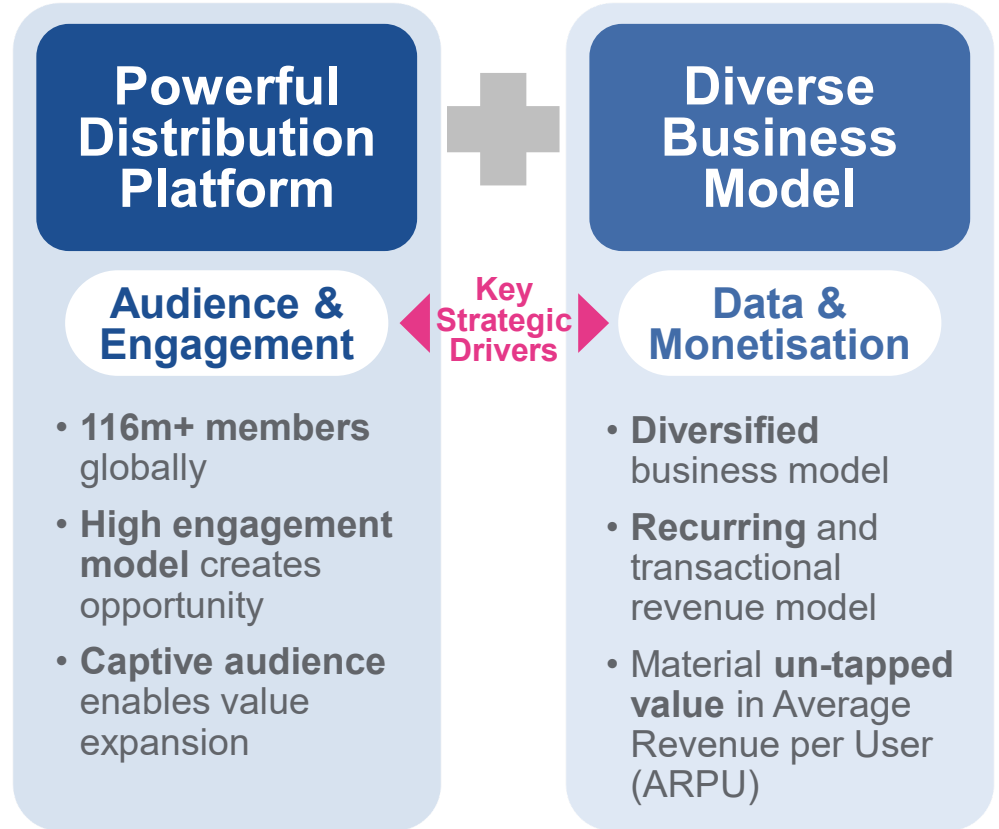 Powerful
Distribution
Platform
Audience &
Engagement
• 116m+ members
globally
• High engagement
model creates
opportunity
• Captive audience
enables value
expansion
Key
Strategic
Drivers
Diverse
Business
Model
Data &
Monetisation
• Diversified
business model
• Recurring and
transactional
revenue model
• Material un-tapped
value in Average
Revenue per User
(ARPU)